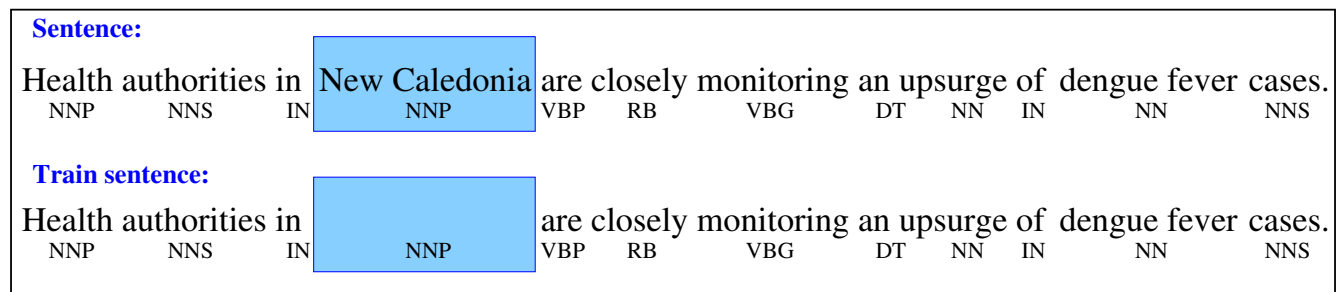 Sentence:
Health authorities in New Caledonia are closely monitoring an upsurge of dengue fever cases.
NNP NNS IN NNP VBP RB VBG DT NN IN NN NNS
Train sentence:
Health authorities in are closely monitoring an upsurge of dengue fever cases.
NNP NNS IN NNP VBP RB VBG DT NN IN NN NNS